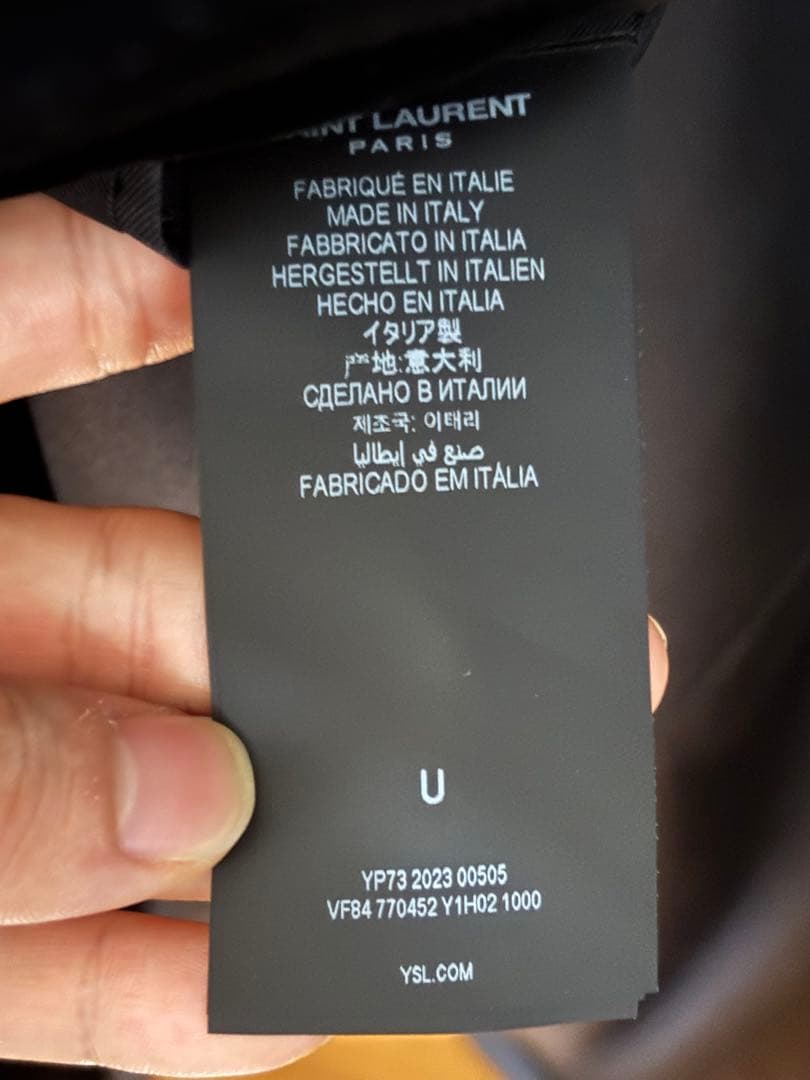 SAINT LAURENT
PARIS
FABRIQUÉ EN ITALIE
MADE IN ITALY
FABBRICATO IN ITALIA
HERGESTELLT IN ITALIEN
HECHO EN ITALIA
イタリア製
产地:意大利
СДЕЛАНО В ИТАЛИИ
제조국: 이태리
صنع في إيطاليا
FABRICADO EM ITÁLIA
U
YP73 2023 00505
VF84 770452 Y1H02 1000
YSL.COM